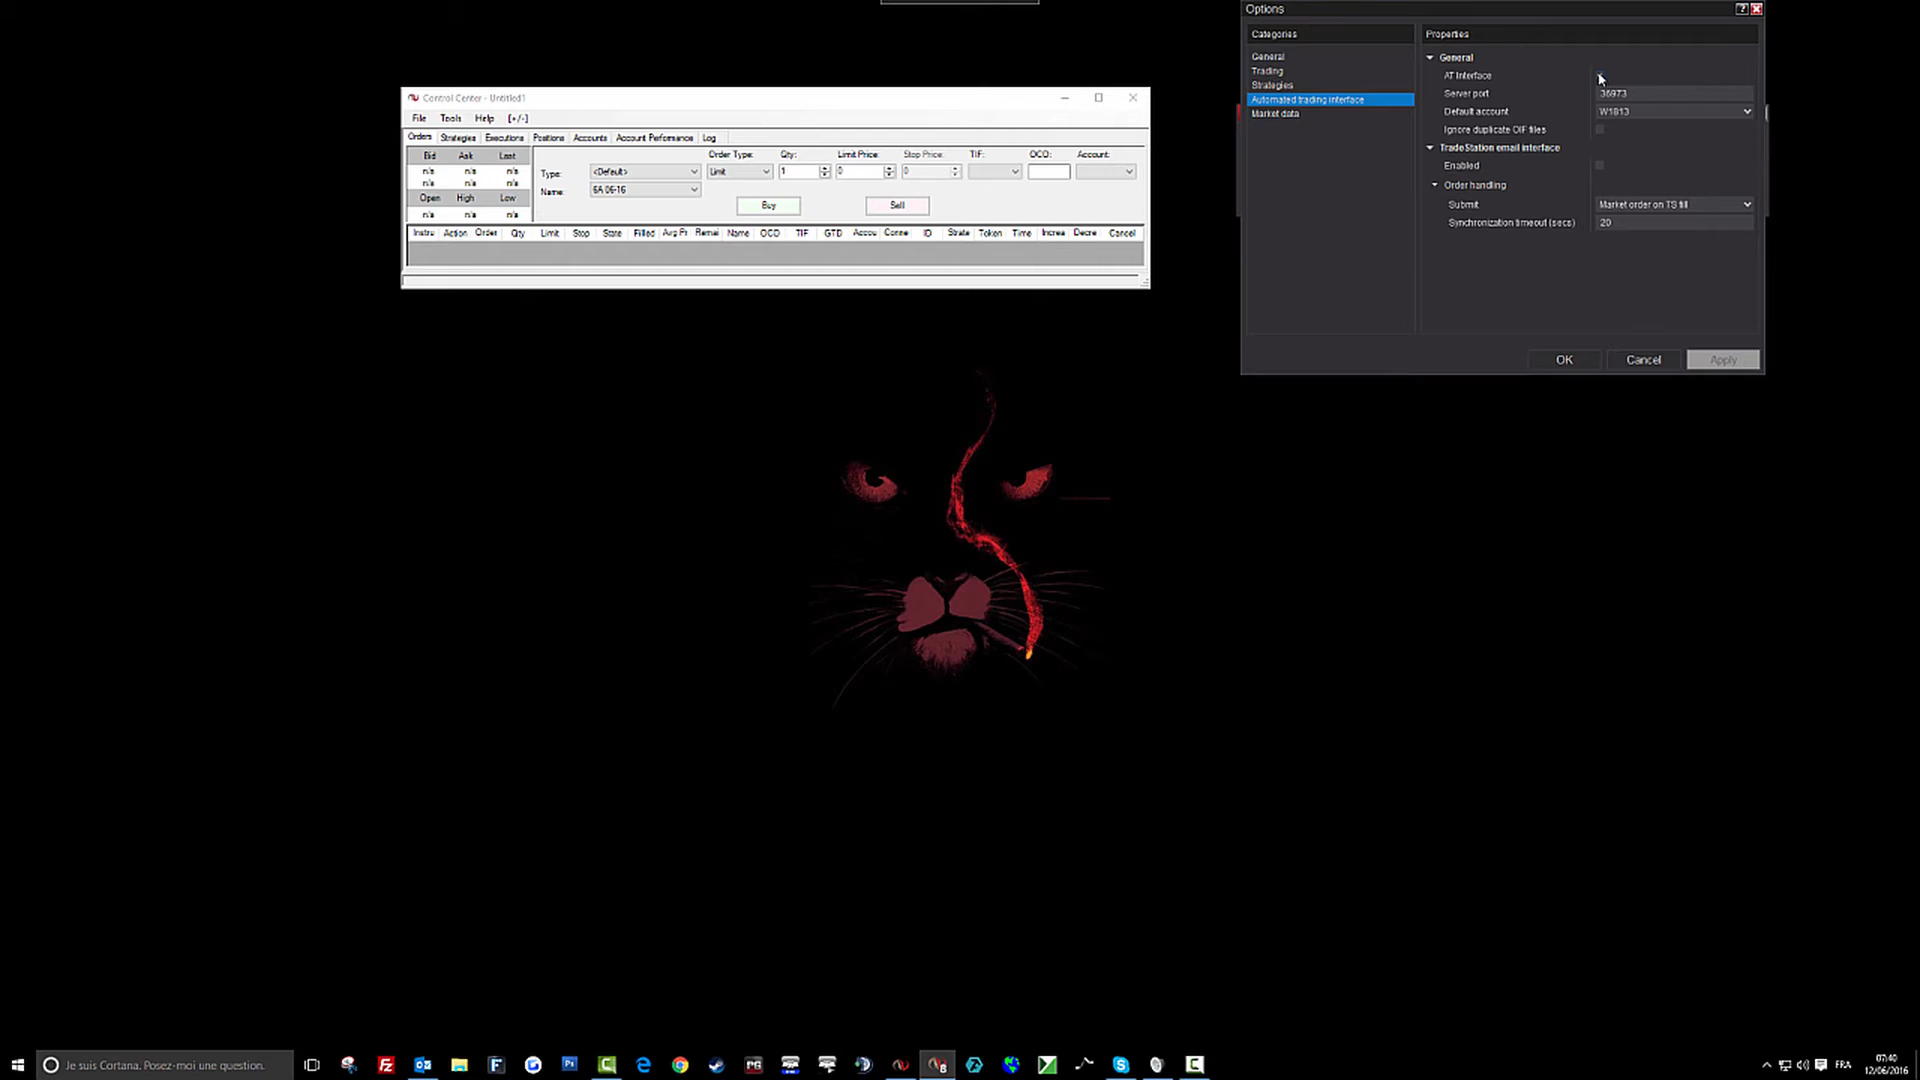 Options
Categories
Properties
General
Trading
Strategies
Automated trading interface
Market data
General
AT Interface
Server port 36973
Default account W1813
Ignore duplicate OIF files
TradeStation email interface
Enabled
Order handling
Submit Market order on TS fill
Synchronization timeout (secs) 20
OK Cancel Apply
Control Center - Untitled1
File Tools Help [+/-]
Orders Strategies Executions Positions Accounts Account Performance Log
Bid Ask Last
n/a n/a n/a
n/a n/a n/a
Open High Low
n/a n/a n/a
Order Type: Qty: Limit Price: Stop Price: TIF: OCO: Account:
Type: <Default> Limit 1 0 0
Name: 6A 06-16
Buy Sell
Instru Action Order Qty Limit Stop State Filled Avg Pr Remai Name OCO TIF GTD Accou Conne ID Strate Token Time Increa Decre Cancel
Je suis Cortana. Posez-moi une question.
FRA
07:40
12/06/2016